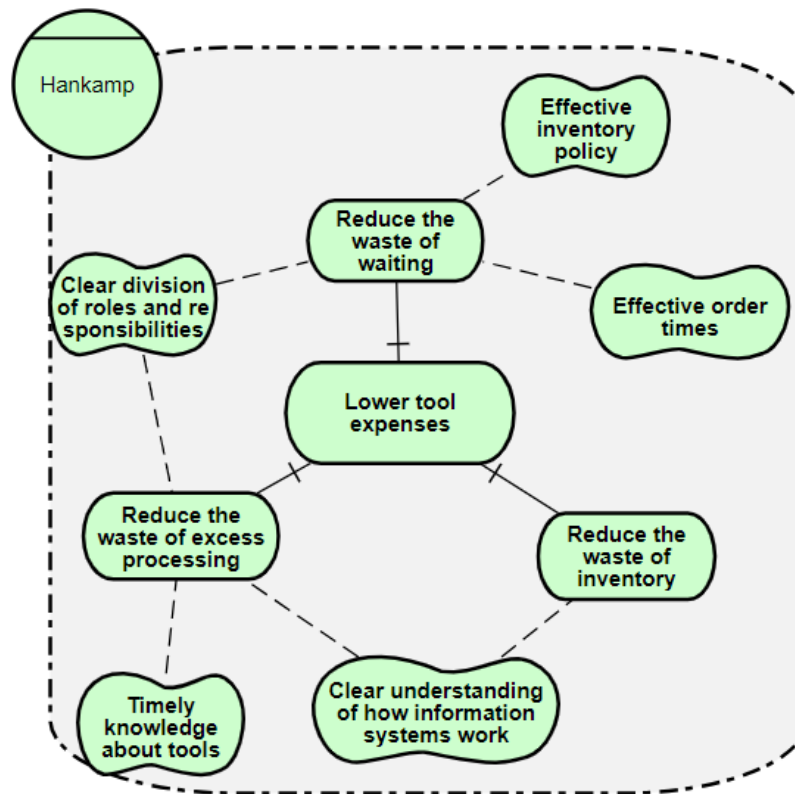 Hankamp
Effective
inventory
policy
Reduce the
waste of
waiting
Clear division
of roles and re
sponsibilities
Effective order
times
Lower tool
expenses
Reduce the
waste of excess
processing
Reduce the
waste of
inventory
Timely
knowledge
about tools
Clear understanding
of how information
systems work